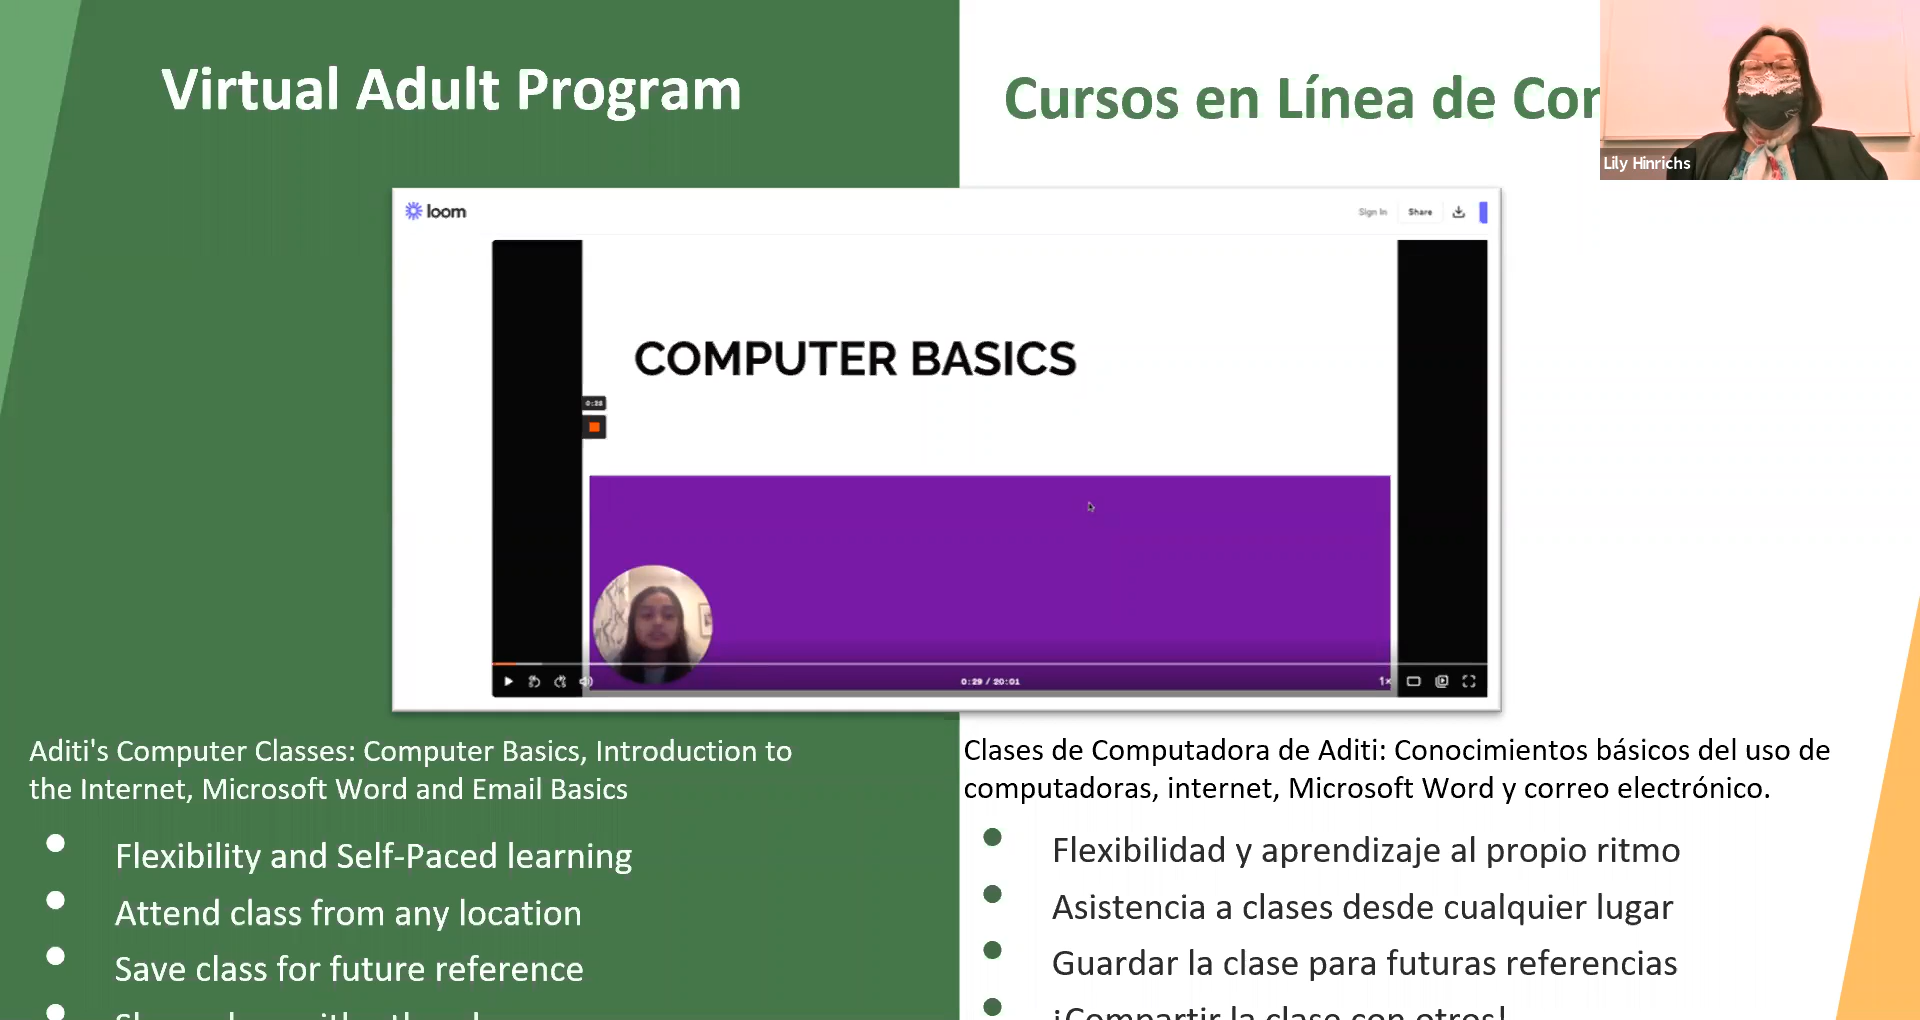 Virtual Adult Program
Cursos en Línea de
Lily Hinrichs
loom
Sign In
Share
COMPUTER BASICS
0:29 / 20:01
1x
Aditi's Computer Classes: Computer Basics, Introduction to
the Internet, Microsoft Word and Email Basics
Flexibility and Self-Paced learning
Attend class from any location
Save class for future reference
Clases de Computadora de Aditi: Conocimientos básicos del uso de
computadoras, internet, Microsoft Word y correo electrónico.
Flexibilidad y aprendizaje al propio ritmo
Asistencia a clases desde cualquier lugar
Guardar la clase para futuras referencias
¡Compartir la clase con otros!